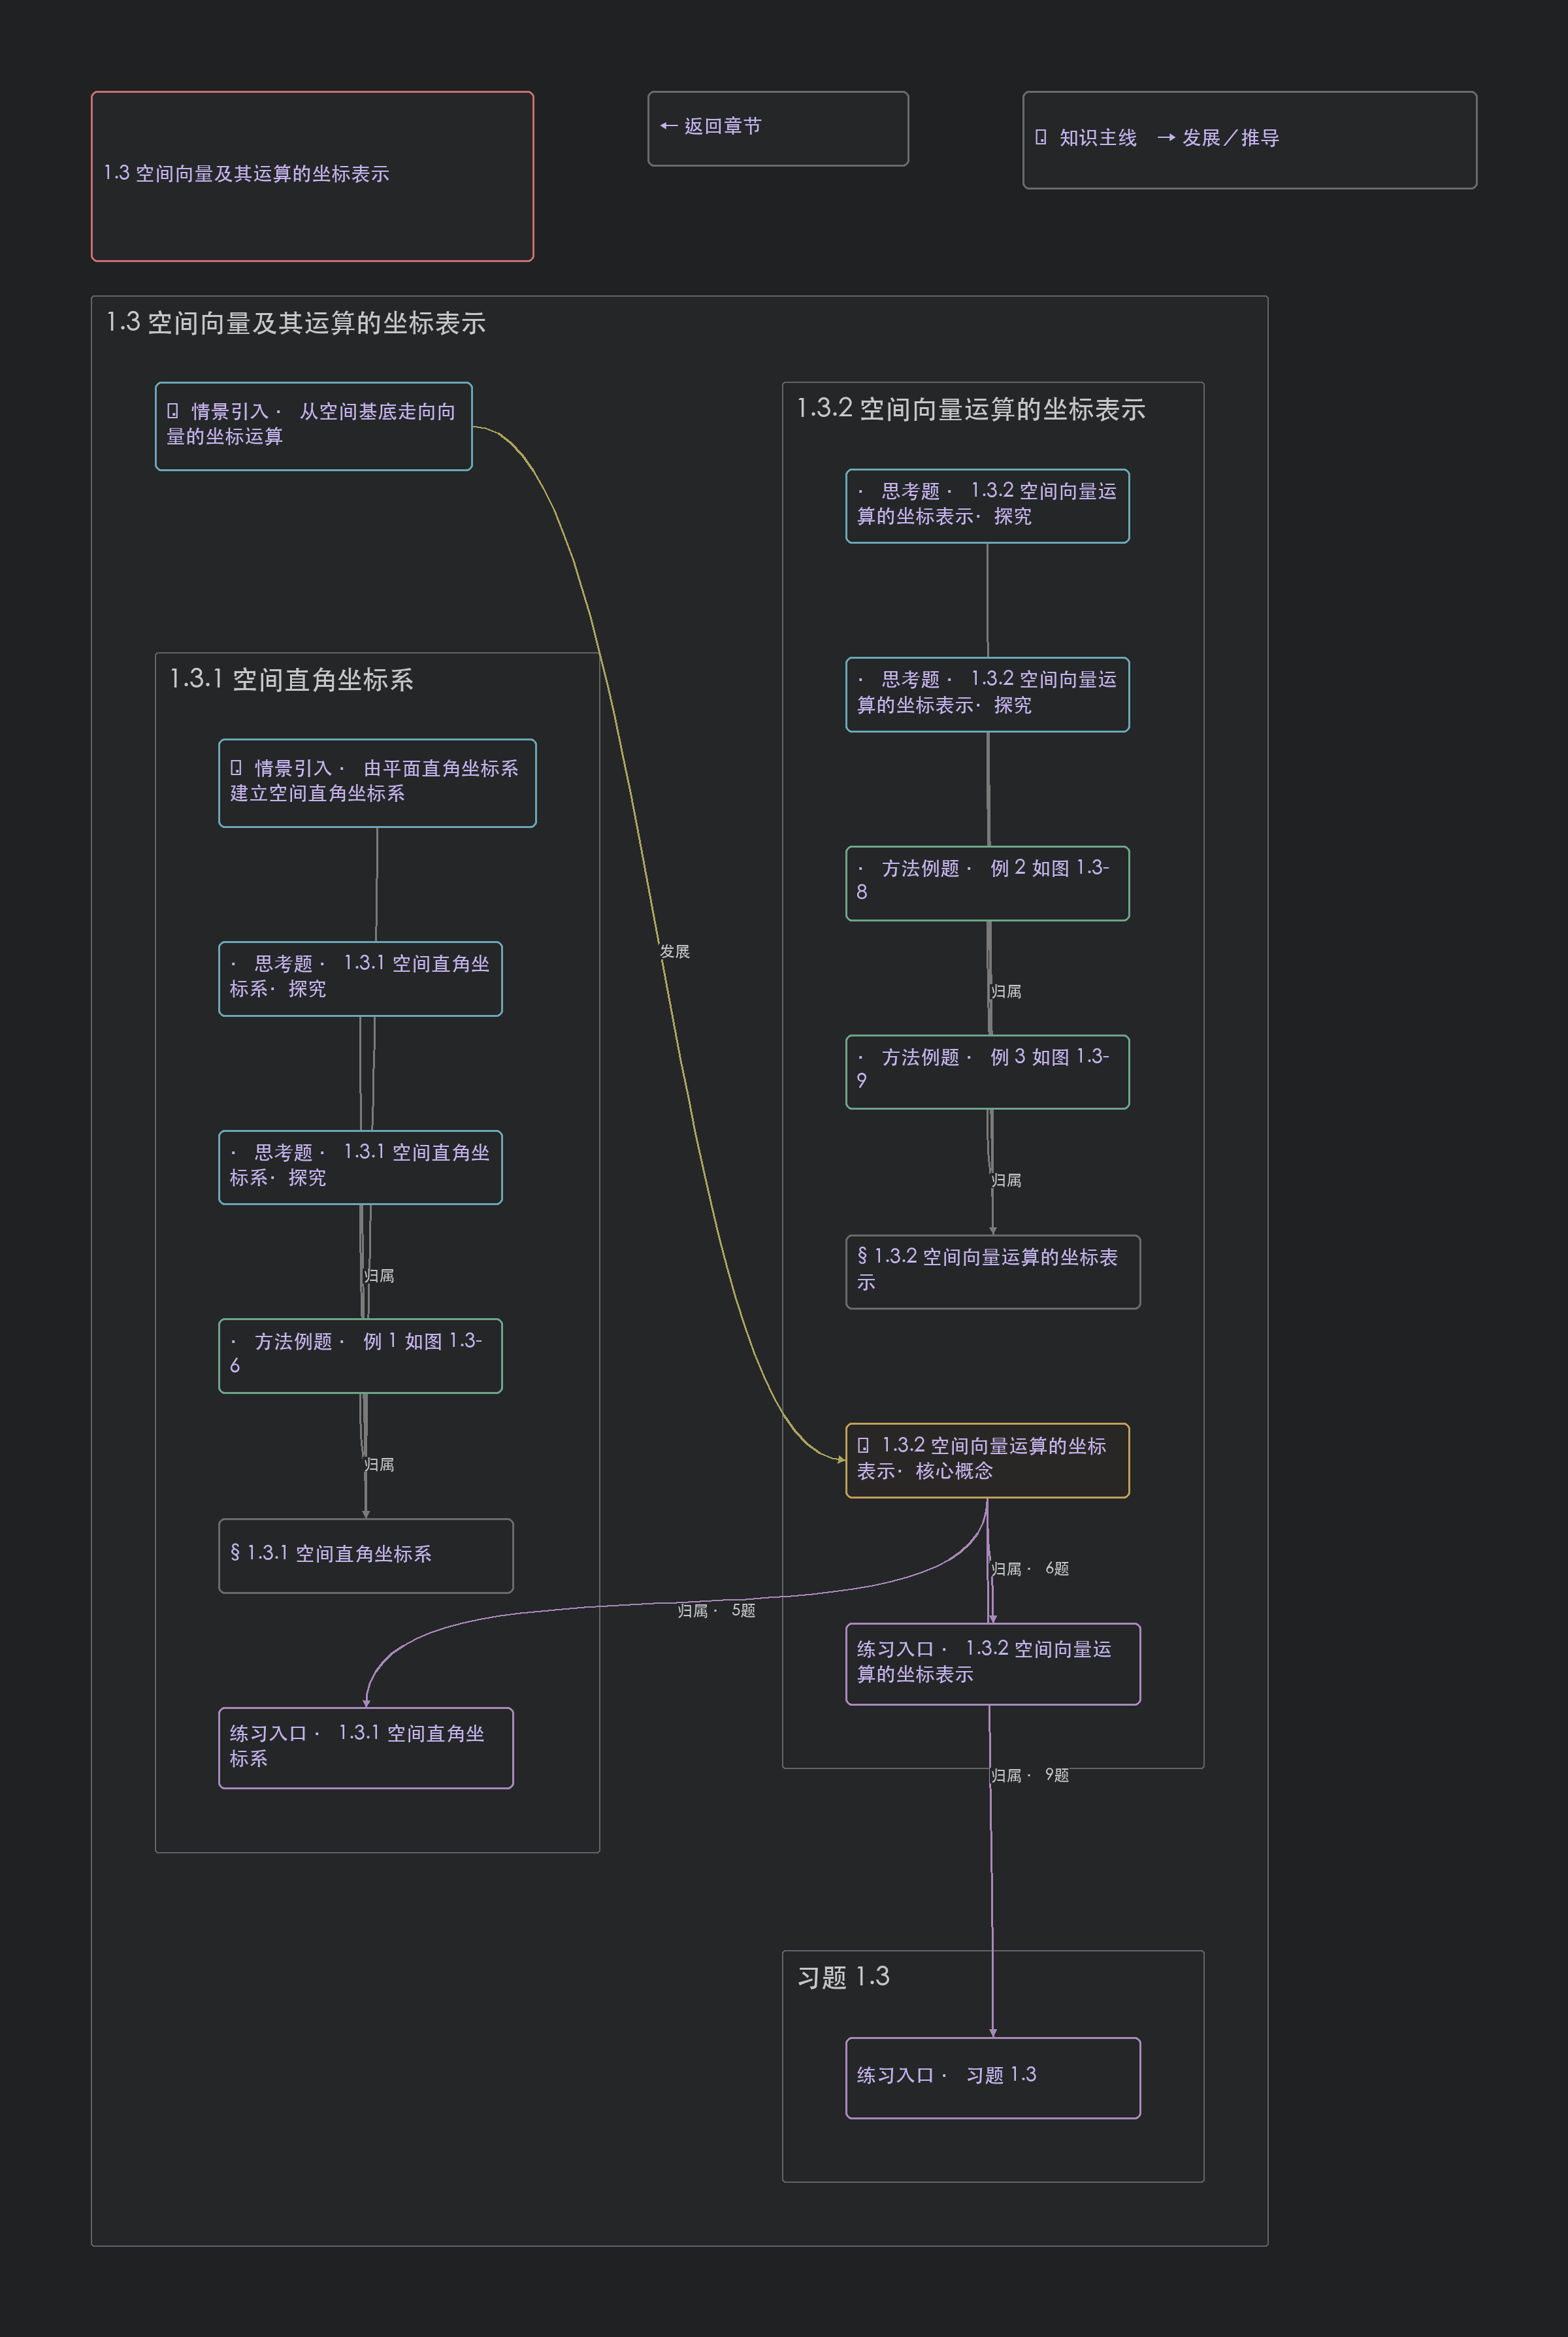 1.3 空间向量及其运算的坐标表示
← 返回章节
知识主线 → 发展／推导
1.3 空间向量及其运算的坐标表示
情景引入 · 从空间基底走向向
量的坐标运算
1.3.1 空间直角坐标系
情景引入 · 由平面直角坐标系
建立空间直角坐标系
· 思考题 · 1.3.1 空间直角坐
标系· 探究
· 思考题 · 1.3.1 空间直角坐
标系· 探究
归属
· 方法例题 · 例 1 如图 1.3-
6
归属
§ 1.3.1 空间直角坐标系
练习入口 · 1.3.1 空间直角坐
标系
发展
归属 · 5题
1.3.2 空间向量运算的坐标表示
· 思考题 · 1.3.2 空间向量运
算的坐标表示· 探究
· 思考题 · 1.3.2 空间向量运
算的坐标表示· 探究
· 方法例题 · 例 2 如图 1.3-
8
归属
· 方法例题 · 例 3 如图 1.3-
9
归属
§ 1.3.2 空间向量运算的坐标表
示
1.3.2 空间向量运算的坐标
表示· 核心概念
归属 · 6题
练习入口 · 1.3.2 空间向量运
算的坐标表示
归属 · 9题
习题 1.3
练习入口 · 习题 1.3